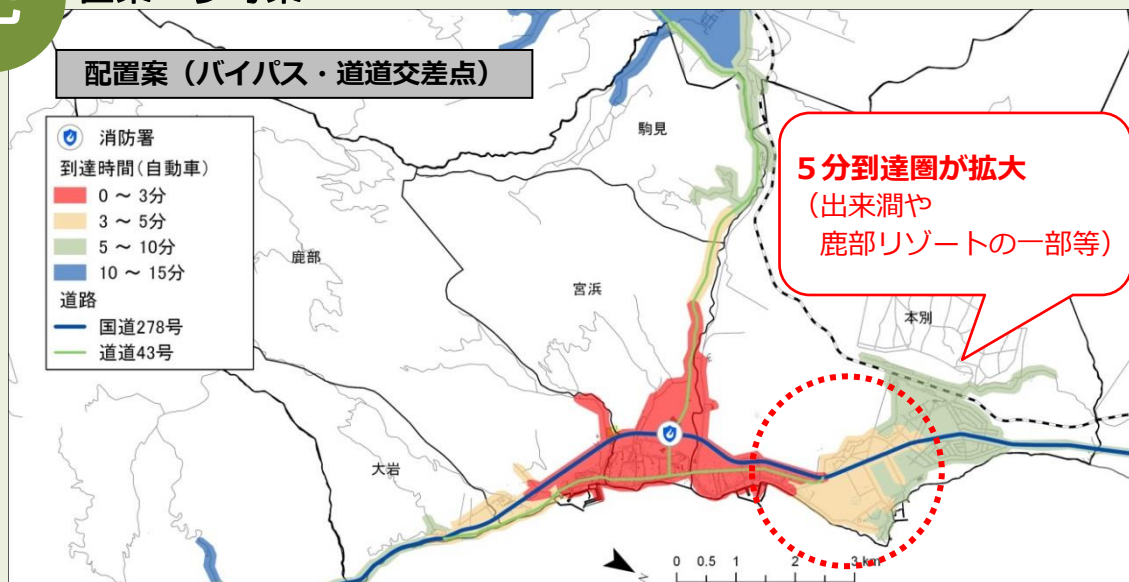 配置案（バイパス・道道交差点）
消防署
到達時間(自動車)
0 ～ 3分
3 ～ 5分
5 ～ 10分
10 ～ 15分
道路
国道278号
道道43号
駒見
鹿部
宮浜
本別
大岩
５分到達圏が拡大
（出来澗や
鹿部リゾートの一部等）
0 0.5 1 2 3 km
N